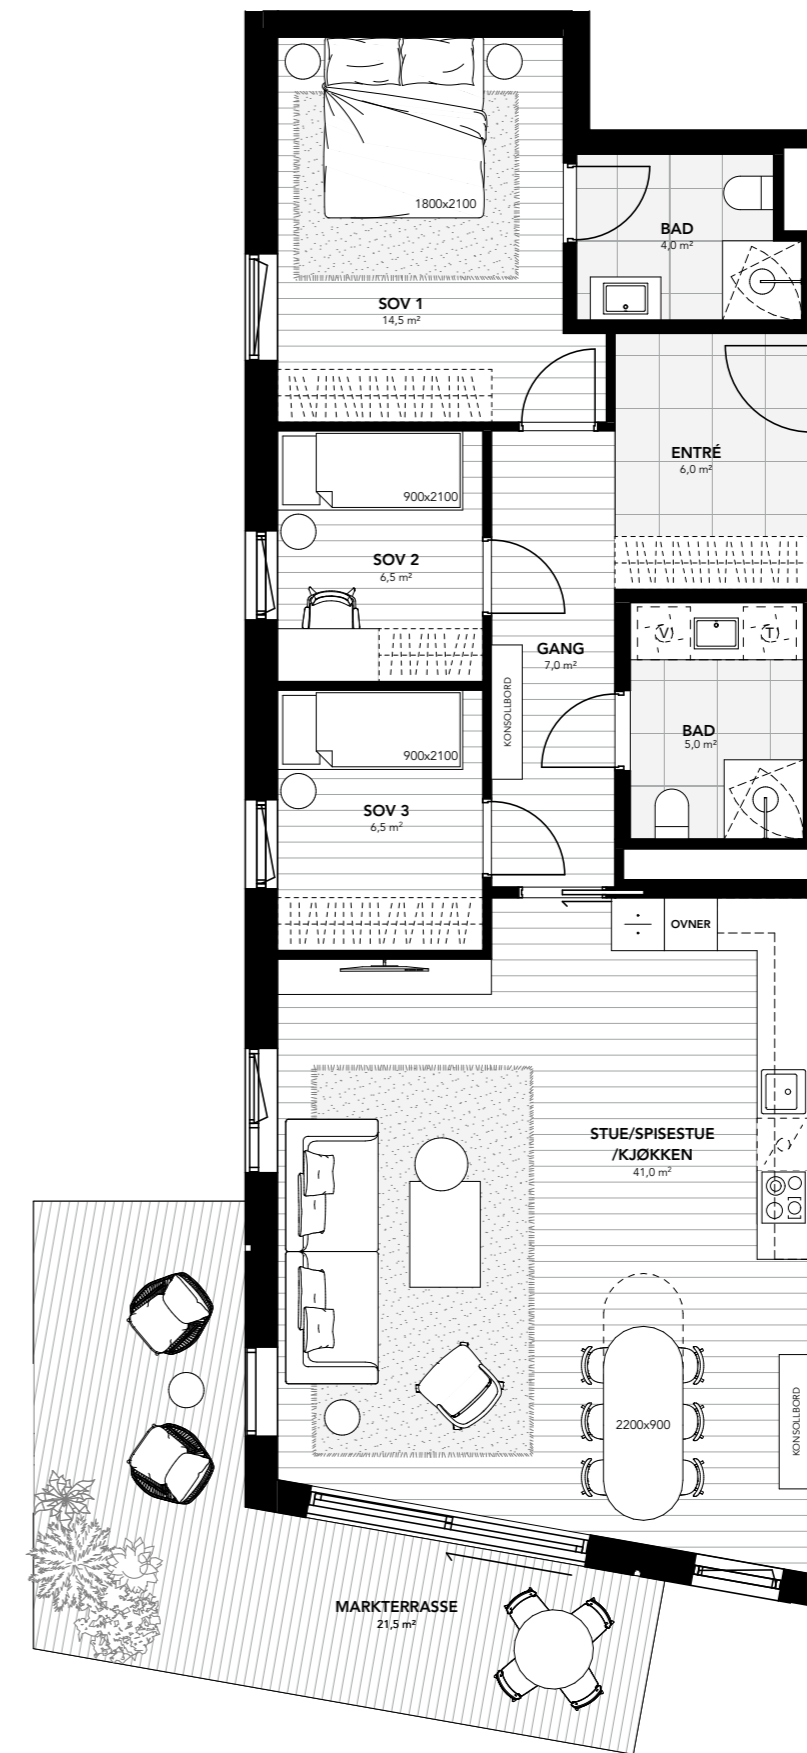 1800x2100
BAD
4,0 m²
SOV 1
14,5 m²
ENTRÉ
6,0 m²
900x2100
SOV 2
6,5 m²
V
T
GANG
7,0 m²
KONSOLLBORD
BAD
5,0 m²
900x2100
SOV 3
6,5 m²
OVNER
STUE/SPISESTUE
/KJØKKEN
41,0 m²
KONSOLLBORD
2200x900
MARKTERRASSE
21,5 m²